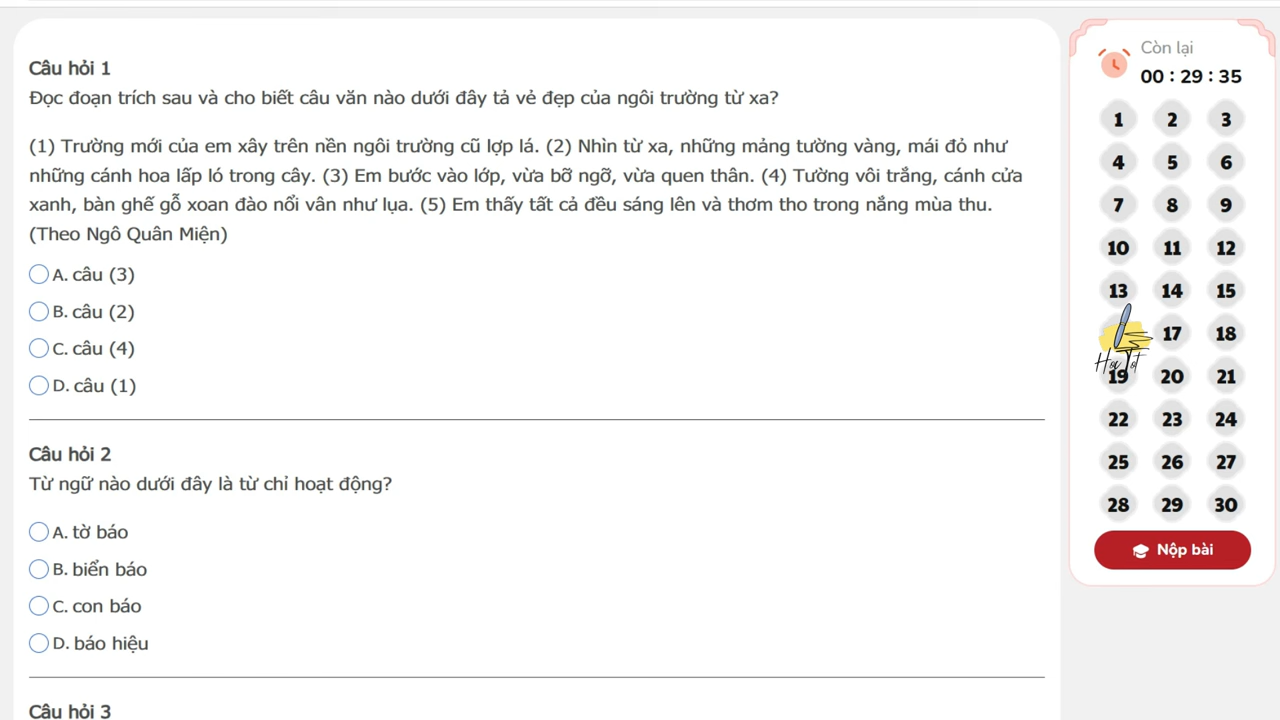 Câu hỏi 1
Đọc đoạn trích sau và cho biết câu văn nào dưới đây tả vẻ đẹp của ngôi trường từ xa?
(1) Trường mới của em xây trên nền ngôi trường cũ lợp lá. (2) Nhìn từ xa, những mảng tường vàng, mái đỏ như
những cánh hoa lấp ló trong cây. (3) Em bước vào lớp, vừa bỡ ngỡ, vừa quen thân. (4) Tường vôi trắng, cánh cửa
xanh, bàn ghế gỗ xoan đào nổi vân như lụa. (5) Em thấy tất cả đều sáng lên và thơm tho trong nắng mùa thu.
(Theo Ngô Quân Miện)
A. câu (3)
B. câu (2)
C. câu (4)
D. câu (1)
Câu hỏi 2
Từ ngữ nào dưới đây là từ chỉ hoạt động?
A. tờ báo
B. biển báo
C. con báo
D. báo hiệu
Câu hỏi 3
Còn lại
00 : 29 : 35
1 2 3
4 5 6
7 8 9
10 11 12
13 14 15
17 18
Học Tốt
19 20 21
22 23 24
25 26 27
28 29 30
Nộp bài